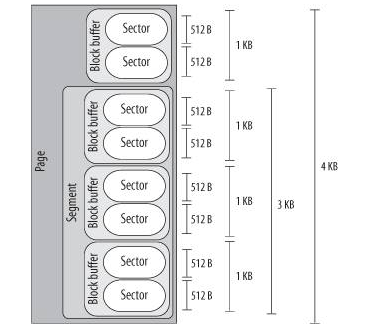 Page
Segment
Block buffer
Sector
Sector
512 B
512 B
1 KB
Block buffer
Sector
Sector
512 B
512 B
1 KB
Block buffer
Sector
Sector
512 B
512 B
1 KB
Block buffer
Sector
Sector
512 B
512 B
1 KB
3 KB
4 KB